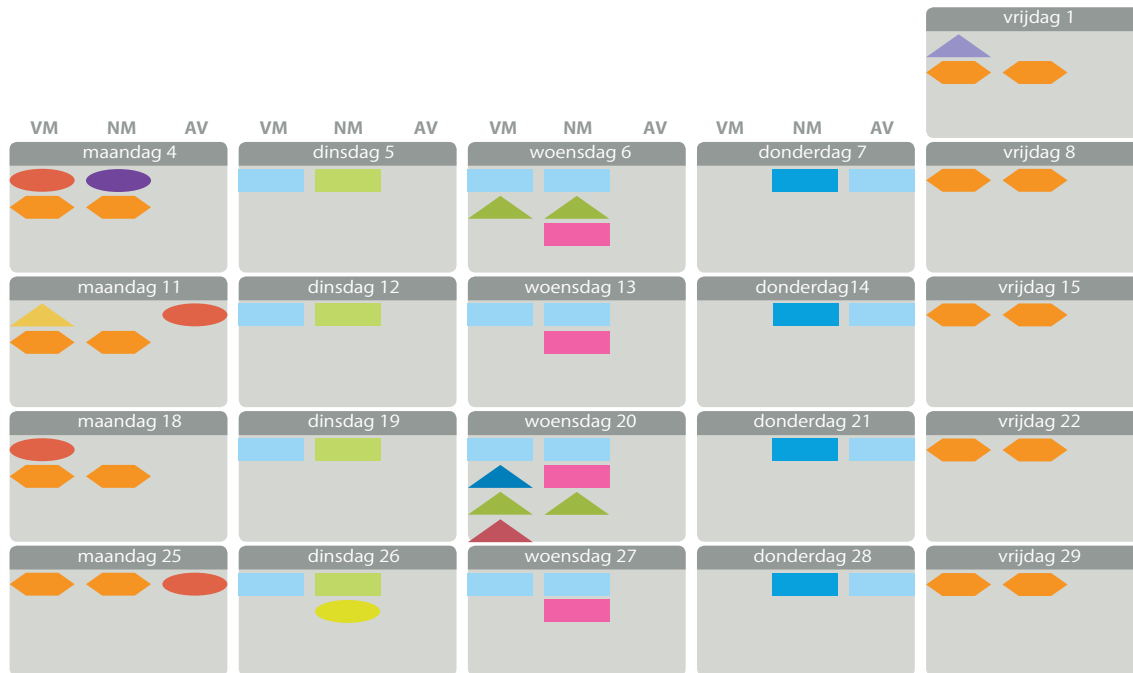 vrijdag 1
VM NM AV VM NM AV VM NM AV VM NM AV
maandag 4 dinsdag 5 woensdag 6 donderdag 7 vrijdag 8
maandag 11 dinsdag 12 woensdag 13 donderdag14 vrijdag 15
maandag 18 dinsdag 19 woensdag 20 donderdag 21 vrijdag 22
maandag 25 dinsdag 26 woensdag 27 donderdag 28 vrijdag 29